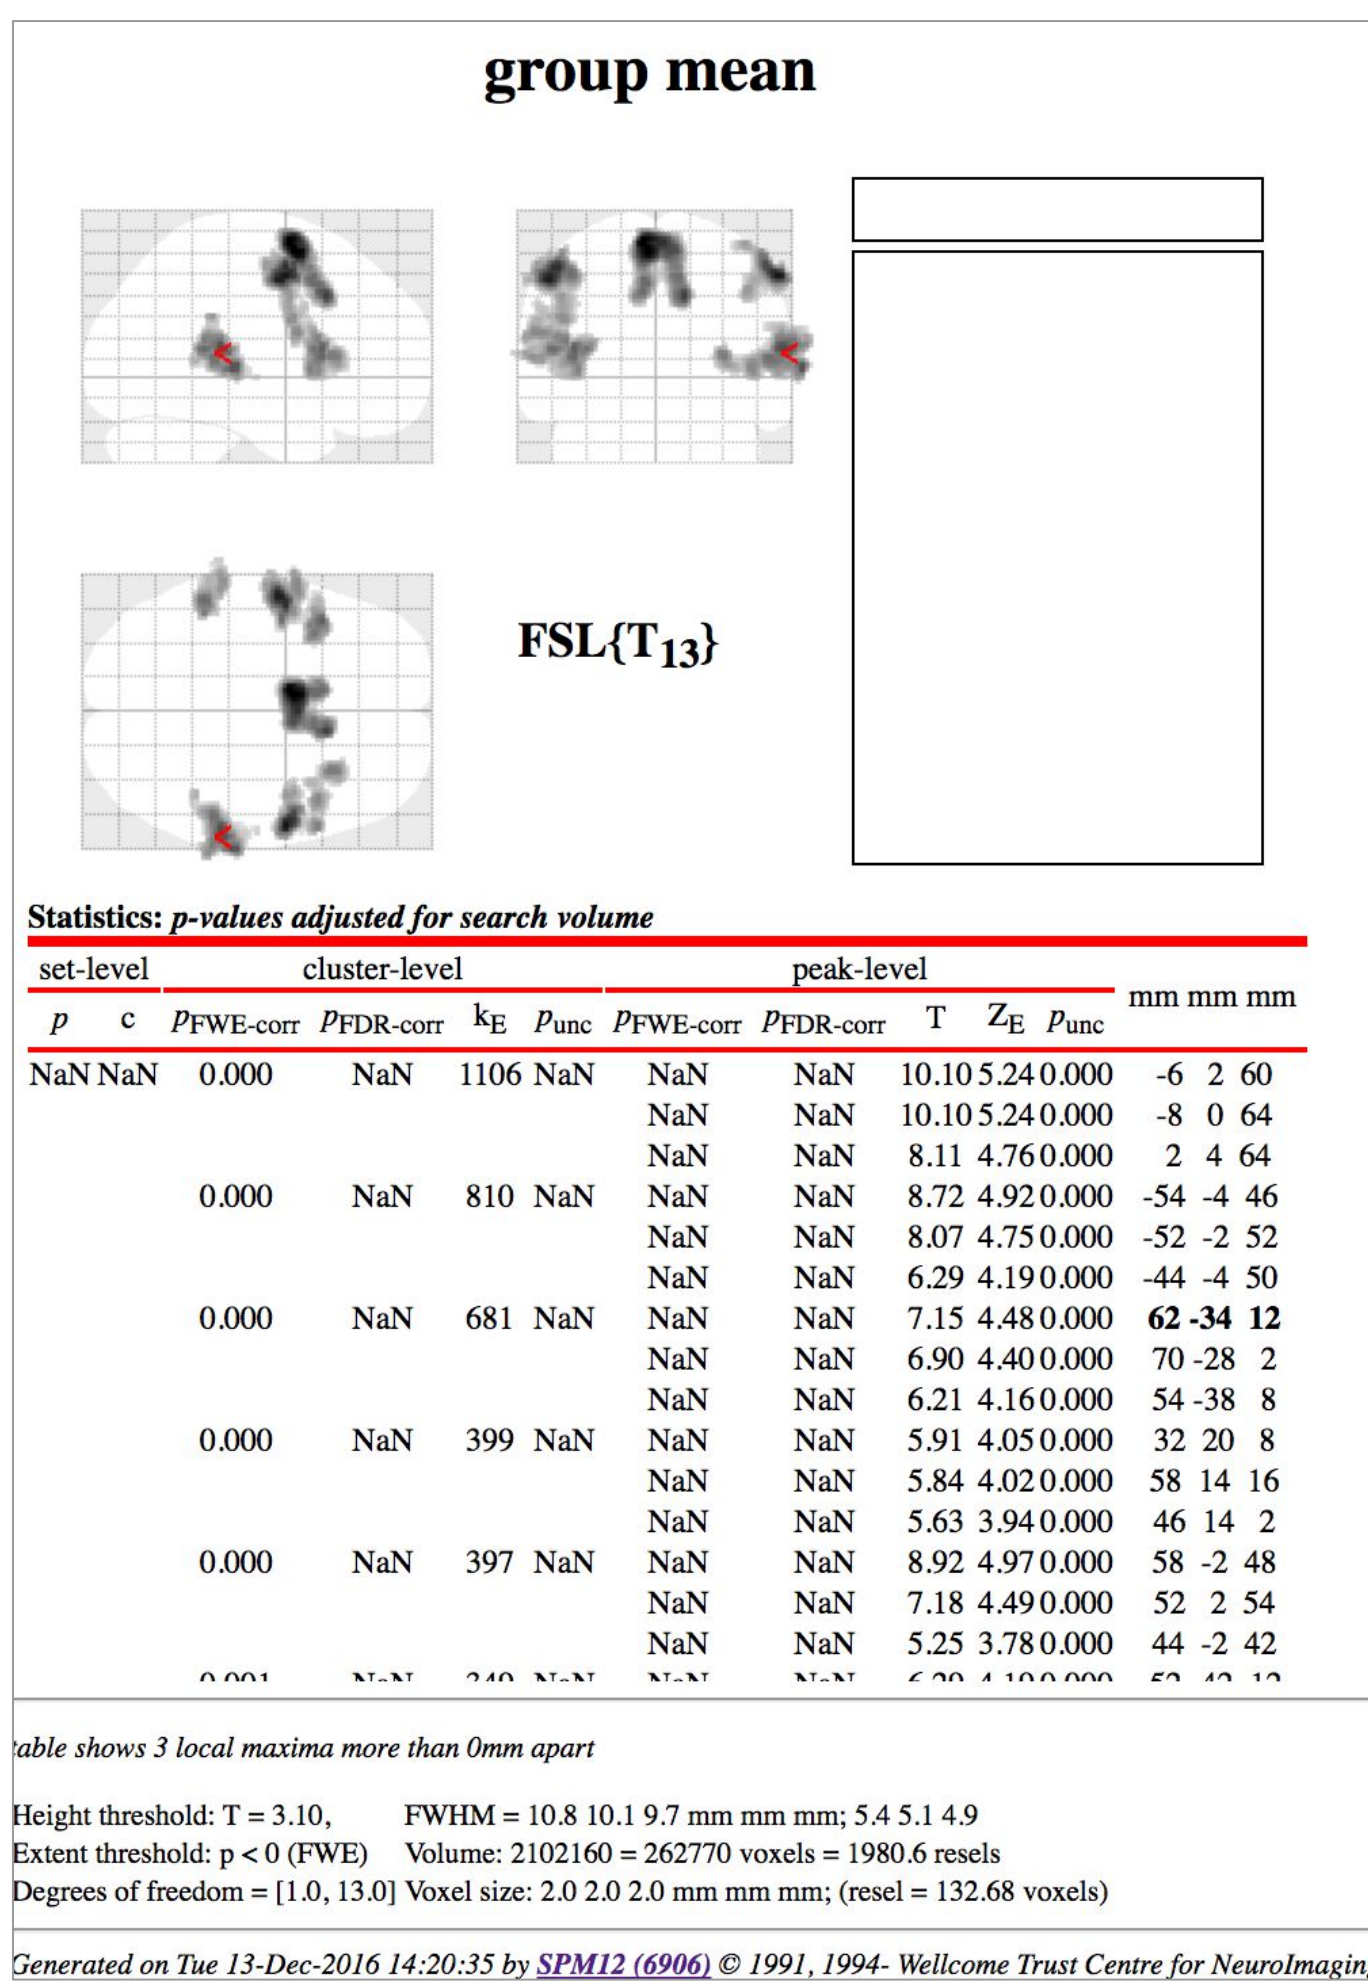 group mean
<
<
<
FSL{T13}
Statistics: p-values adjusted for search volume
set-level cluster-level peak-level mm mm mm
p c pFWE-corr pFDR-corr kE punc pFWE-corr pFDR-corr T ZE punc
NaN NaN 0.000 NaN 1106 NaN NaN NaN 10.10 5.24 0.000 -6 2 60
NaN NaN 10.10 5.24 0.000 -8 0 64
NaN NaN 8.11 4.76 0.000 2 4 64
0.000 NaN 810 NaN NaN NaN 8.72 4.92 0.000 -54 -4 46
NaN NaN 8.07 4.75 0.000 -52 -2 52
NaN NaN 6.29 4.19 0.000 -44 -4 50
0.000 NaN 681 NaN NaN NaN 7.15 4.48 0.000 62 -34 12
NaN NaN 6.90 4.40 0.000 70 -28 2
NaN NaN 6.21 4.16 0.000 54 -38 8
0.000 NaN 399 NaN NaN NaN 5.91 4.05 0.000 32 20 8
NaN NaN 5.84 4.02 0.000 58 14 16
NaN NaN 5.63 3.94 0.000 46 14 2
0.000 NaN 397 NaN NaN NaN 8.92 4.97 0.000 58 -2 48
NaN NaN 7.18 4.49 0.000 52 2 54
NaN NaN 5.25 3.78 0.000 44 -2 42
NaN NaN NaN NaN
table shows 3 local maxima more than 0mm apart
Height threshold: T = 3.10, FWHM = 10.8 10.1 9.7 mm mm mm; 5.4 5.1 4.9
Extent threshold: p < 0 (FWE) Volume: 2102160 = 262770 voxels = 1980.6 resels
Degrees of freedom = [1.0, 13.0] Voxel size: 2.0 2.0 2.0 mm mm mm; (resel = 132.68 voxels)
Generated on Tue 13-Dec-2016 14:20:35 by SPM12 (6906) © 1991, 1994- Wellcome Trust Centre for NeuroImagin